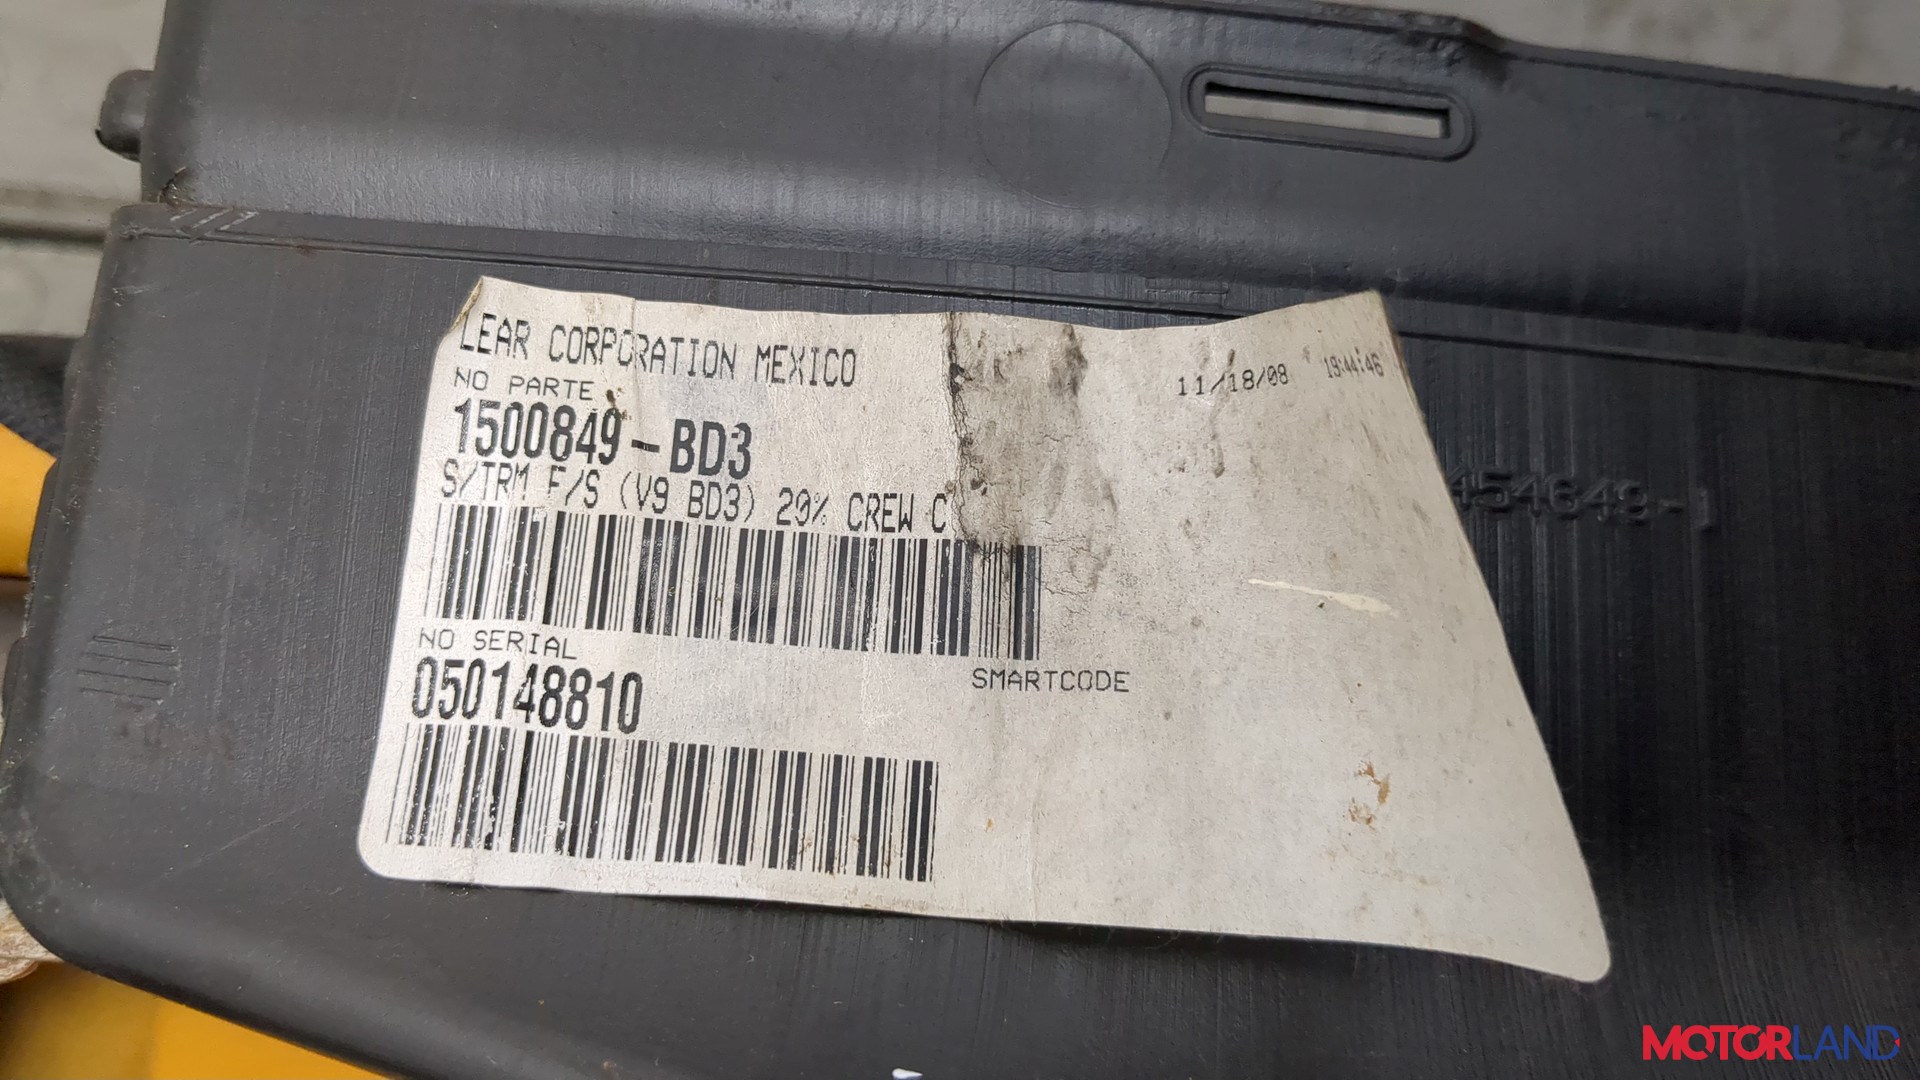 LEAR CORPORATION MEXICO
11/18/08 19:44:46
NO PARTE
1500849-BD3
S/TRM F/S (V9 BD3) 20% CREW C
454649-1
NO SERIAL
050148810
SMARTCODE
MOTORLAND